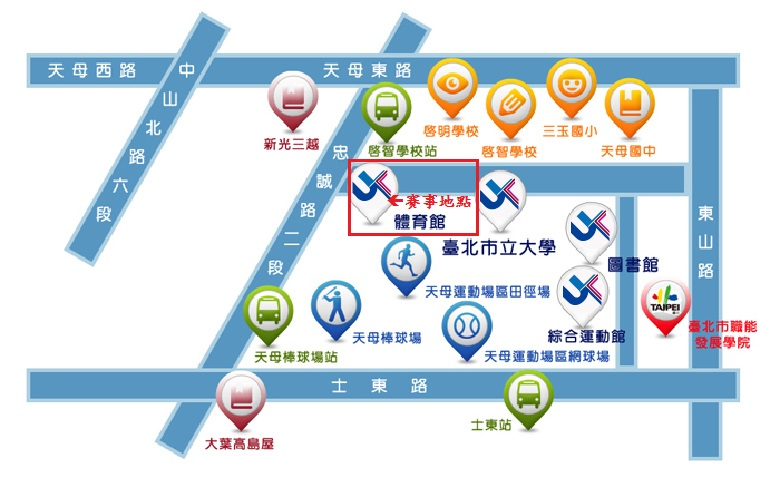 天母西路
天母東路
中山北路六段
忠誠路二段
新光三越
啓智學校站
啓明學校
啓智學校
三玉國小
天母國中
←賽事地點
體育館
臺北市立大學
圖書館
東山路
天母運動場區田徑場
綜合運動館
TAIPEI
臺北市職能
發展學院
天母棒球場站
天母棒球場
天母運動場區網球場
士東路
大葉高島屋
士東站